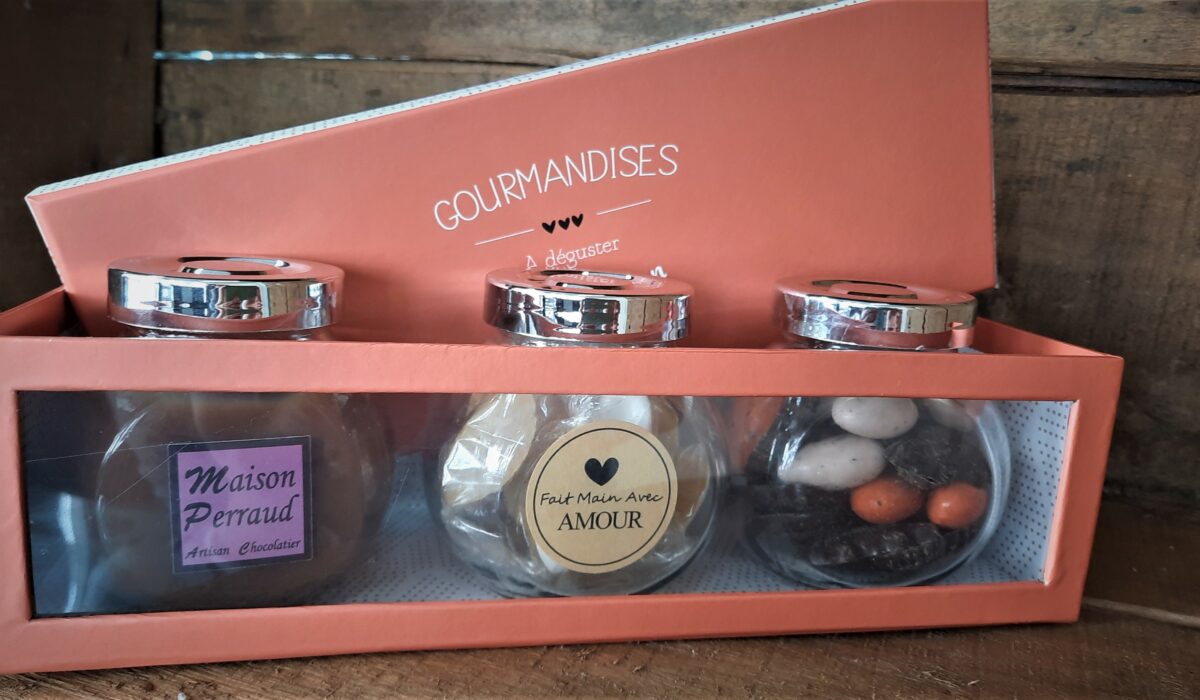 GOURMANDISES
A déguster
Maison
Perraud
Artisan Chocolatier
Fait Main Avec
AMOUR